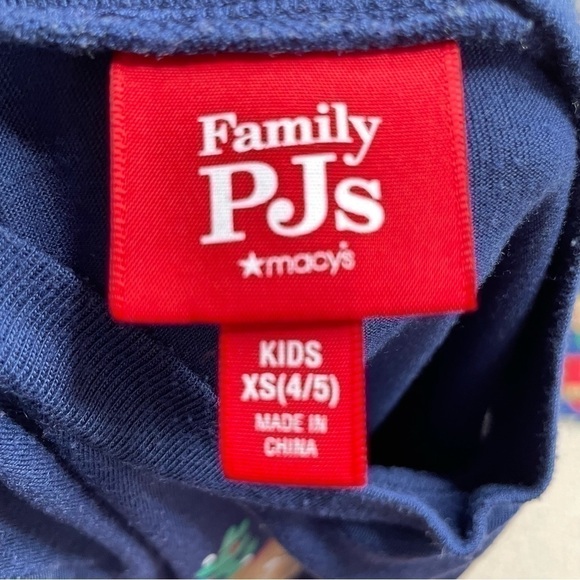 Family
PJs
★macy's
KIDS
XS(4/5)
MADE IN
CHINA